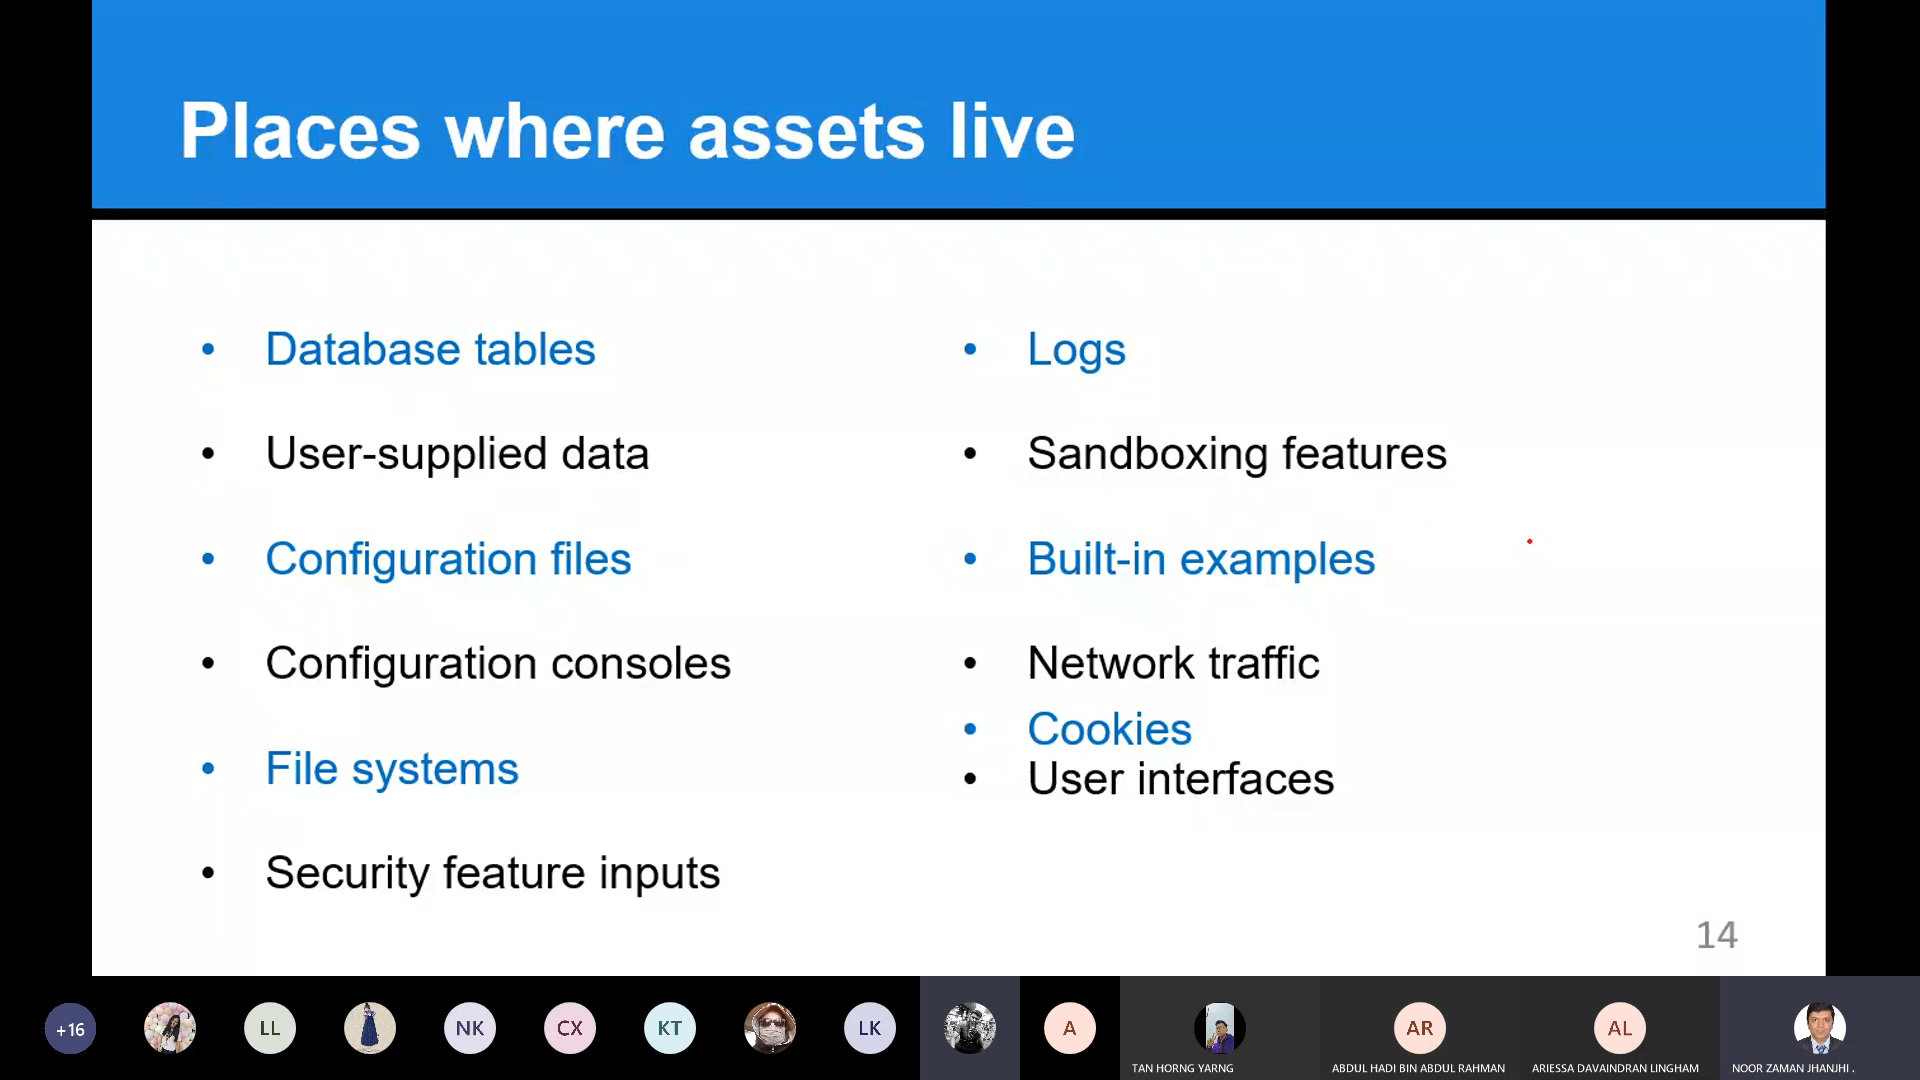 Places where assets live
• Database tables
• User-supplied data
• Configuration files
• Configuration consoles
• File systems
• Security feature inputs
• Logs
• Sandboxing features
• Built-in examples
• Network traffic
• Cookies
• User interfaces
14
+16
LL
NK
CX
KT
LK
A
TAN HORNG YARNG
AR
ABDUL HADI BIN ABDUL RAHMAN
AL
ARIESSA DAVAINDRAN LINGHAM
NOOR ZAMAN JHANJHI .